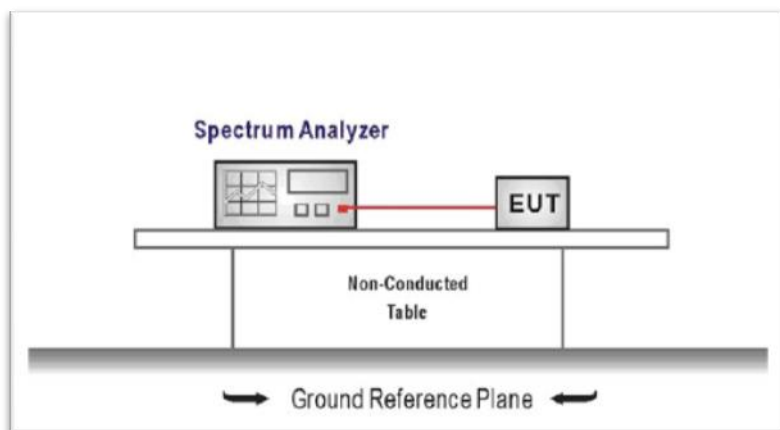 Spectrum Analyzer
EUT
Non-Conducted
Table
Ground Reference Plane